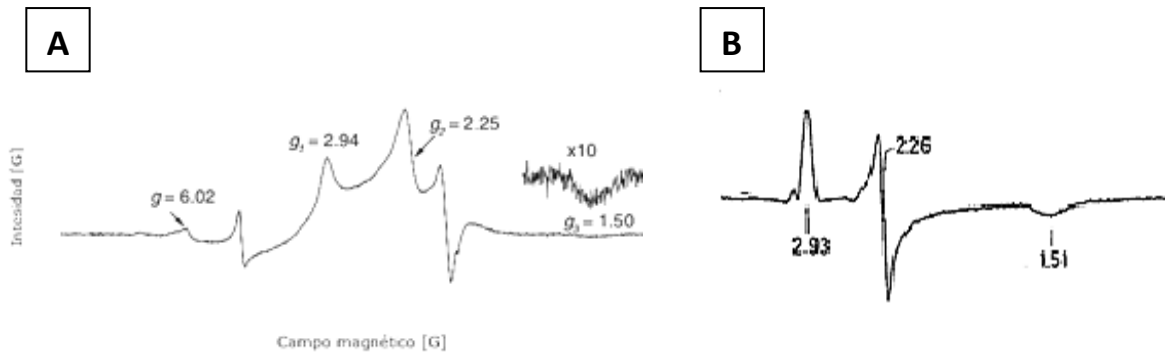 A
B
g₂ = 2.25
g₁ = 2.94
x10
2.26
g = 6.02
g₃ = 1.50
2.93
1.51
Intesidad [G]
Campo magnético [G]